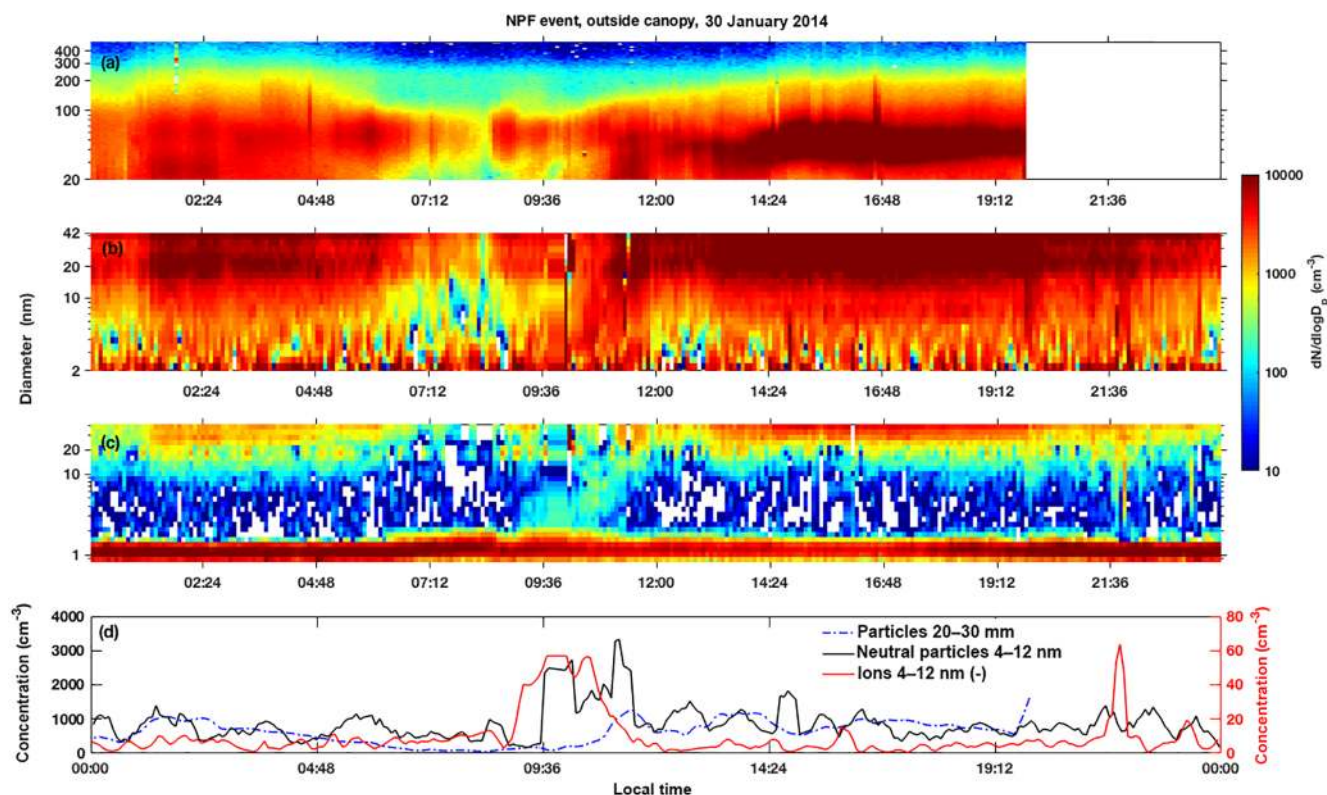 NPF event, outside canopy, 30 January 2014
(a)
400
300
200
100
20
02:24 04:48 07:12 09:36 12:00 14:24 16:48 19:12 21:36
(b)
42
20
10
2
02:24 04:48 07:12 09:36 12:00 14:24 16:48 19:12 21:36
Diameter (nm)
(c)
20
10
1
02:24 04:48 07:12 09:36 12:00 14:24 16:48 19:12 21:36
10000
1000
100
10
dN/dlogDp (cm-3)
(d)
Concentration (cm-3)
4000
3000
2000
1000
0
Particles 20–30 mm
Neutral particles 4–12 nm
Ions 4–12 nm (-)
80
60
40
20
0
Concentration (cm-3)
00:00 04:48 09:36 14:24 19:12 00:00
Local time